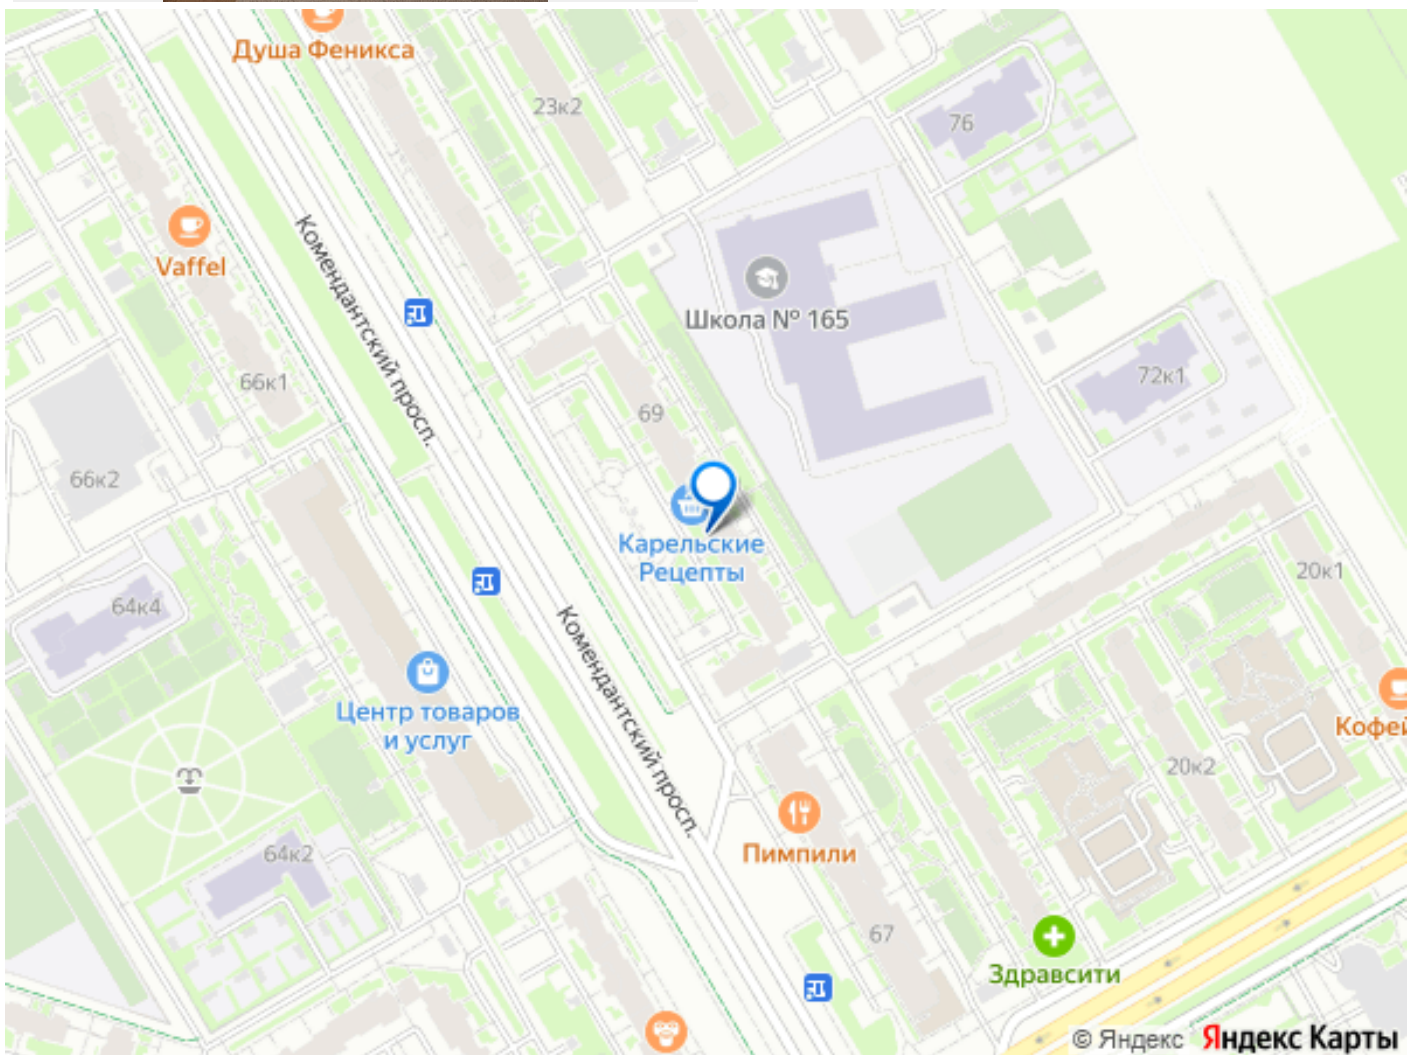 Душа Феникса
23к2
76
Vaffel
Комендантский просп.
Школа № 165
66к1
69
72к1
66к2
Карельские
Рецепты
64к4
20к1
Комендантский просп.
Центр товаров
и услуг
Кофей
20к2
Пимпили
64к2
67
Здравсити
© Яндекс Яндекс Карты